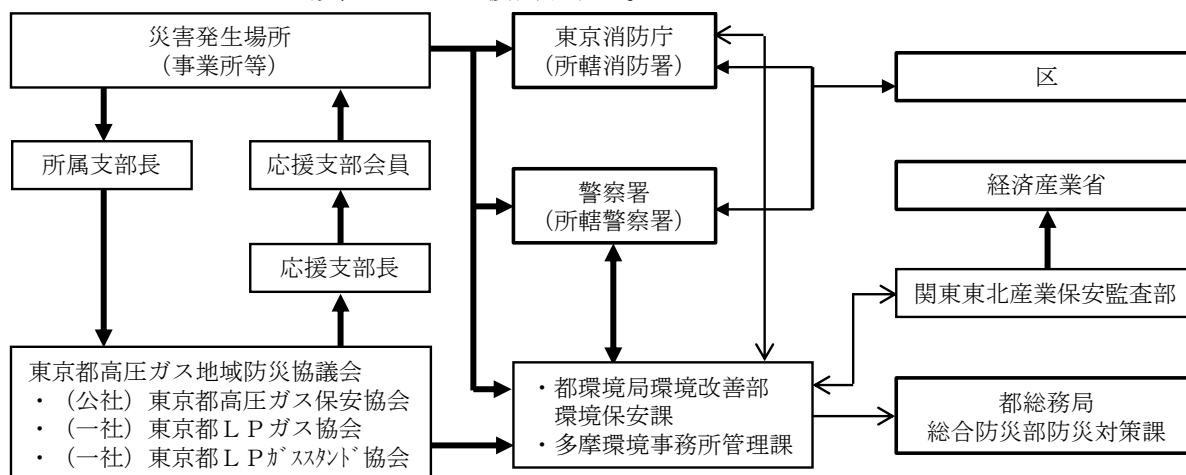 災害発生場所
（事業所等）
東京消防庁
（所轄消防署）
区
所属支部長
応援支部会員
警察署
（所轄警察署）
経済産業省
応援支部長
関東東北産業保安監査部
東京都高圧ガス地域防災協議会
・（公社）東京都高圧ガス保安協会
・（一社）東京都ＬＰガス協会
・（一社）東京都ＬＰｶﾞｽｽﾀﾝﾄﾞ協会
・都環境局環境改善部
環境保安課
・多摩環境事務所管理課
都総務局
総合防災部防災対策課